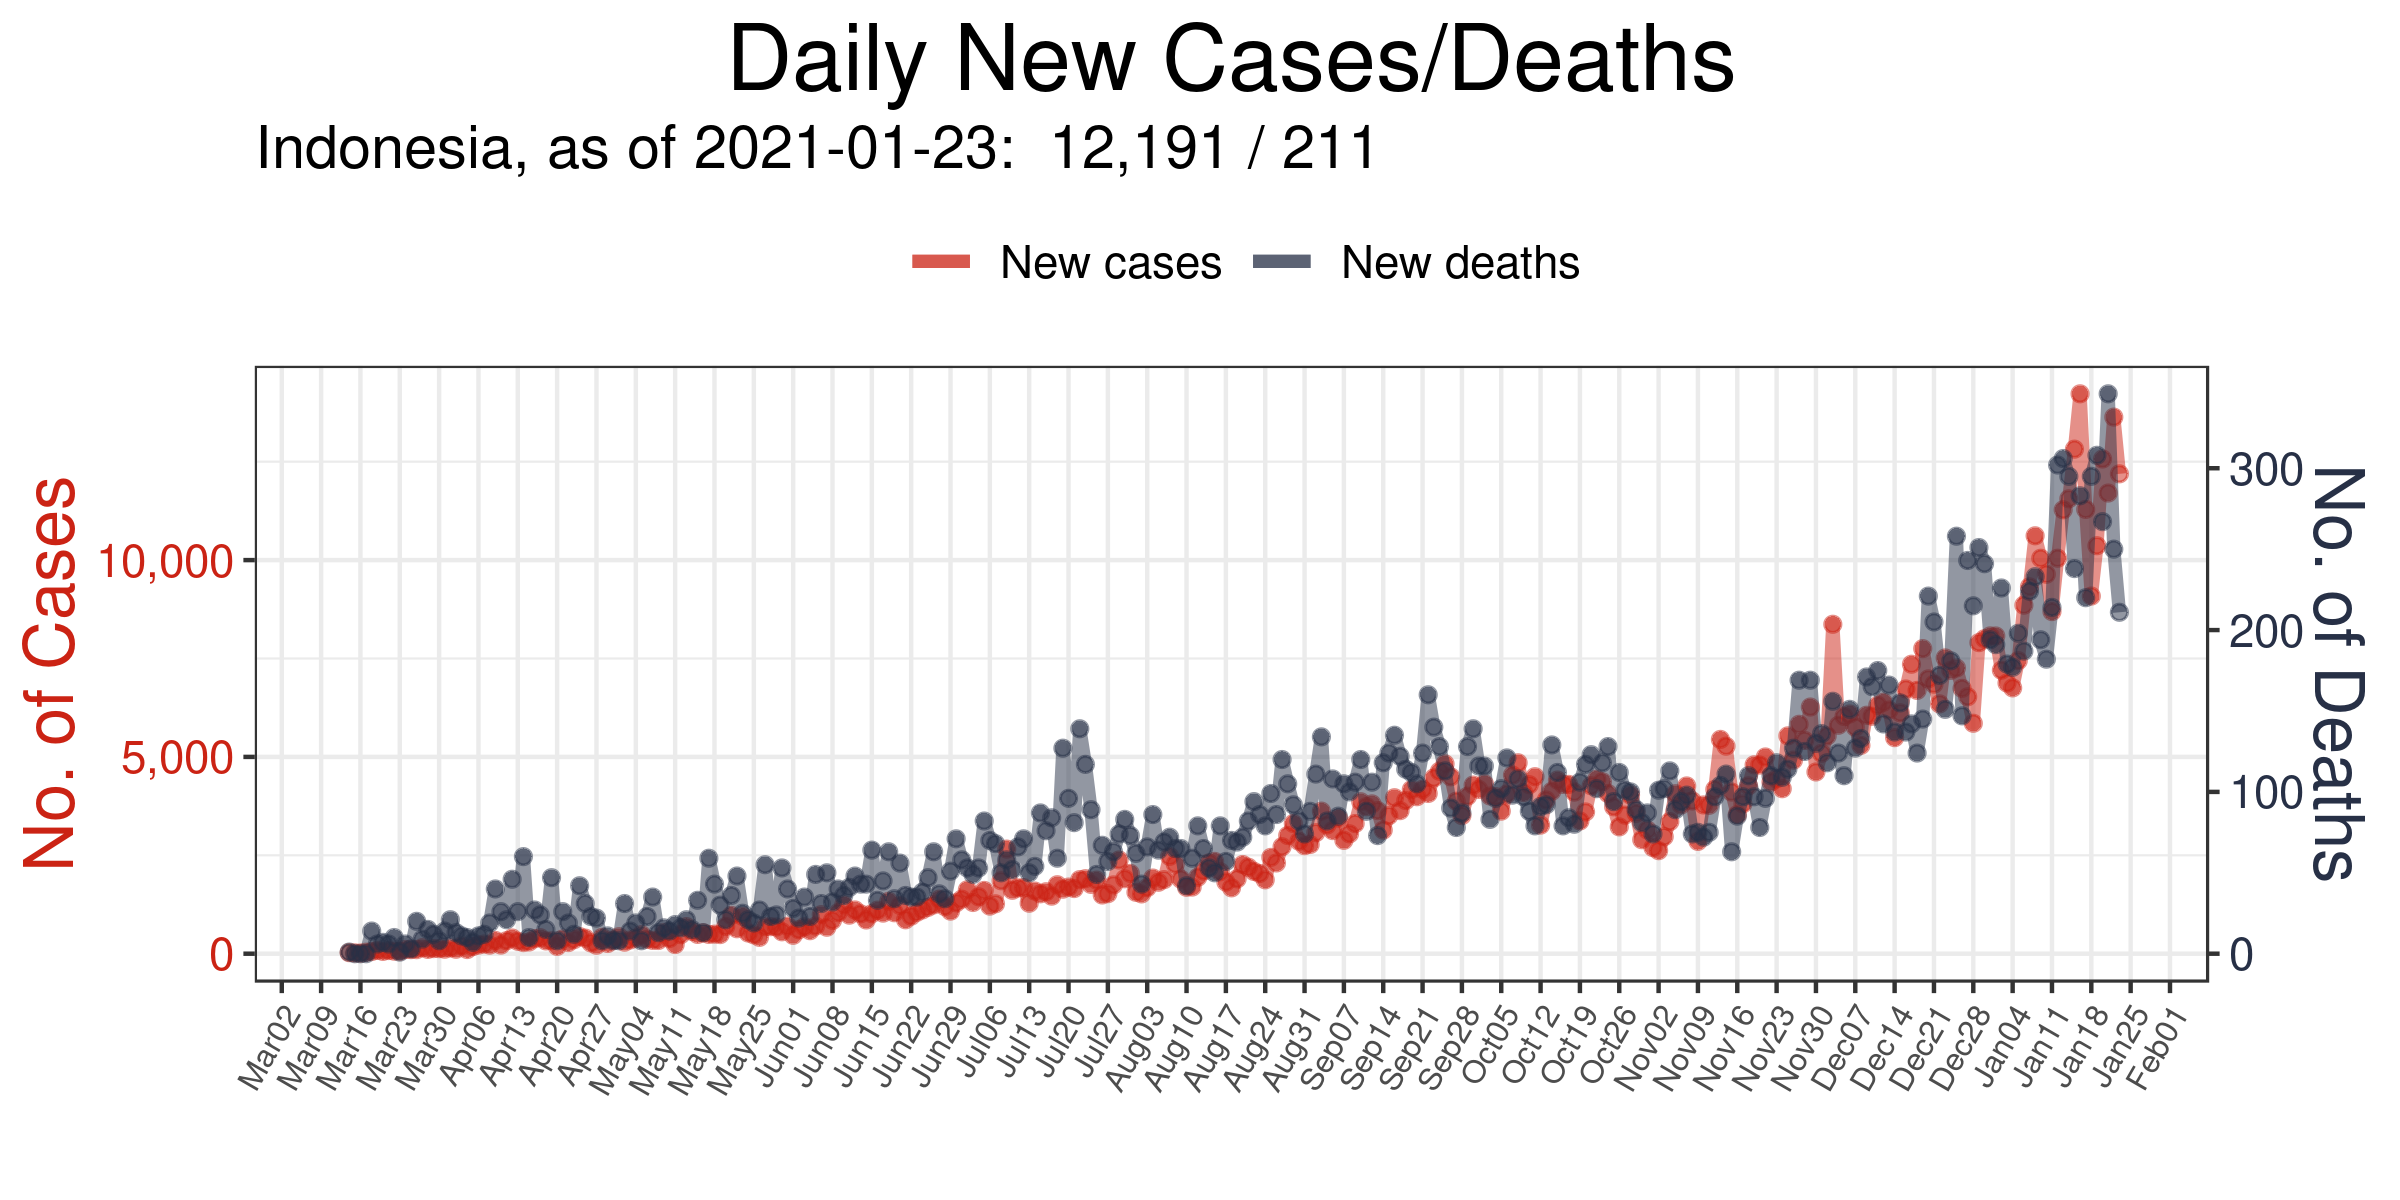 Daily New Cases/Deaths
Indonesia, as of 2021-01-23:  12,191 / 211
New cases New deaths
No. of Cases
10,000
5,000
0
300
200
100
0
No. of Deaths
Mar02 Mar09 Mar16 Mar23 Mar30 Apr06 Apr13 Apr20 Apr27 May04 May11 May18 May25 Jun01 Jun08 Jun15 Jun22 Jun29 Jul06 Jul13 Jul20 Jul27 Aug03 Aug10 Aug17 Aug24 Aug31 Sep07 Sep14 Sep21 Sep28 Oct05 Oct12 Oct19 Oct26 Nov02 Nov09 Nov16 Nov23 Nov30 Dec07 Dec14 Dec21 Dec28 Jan04 Jan11 Jan18 Jan25 Feb01